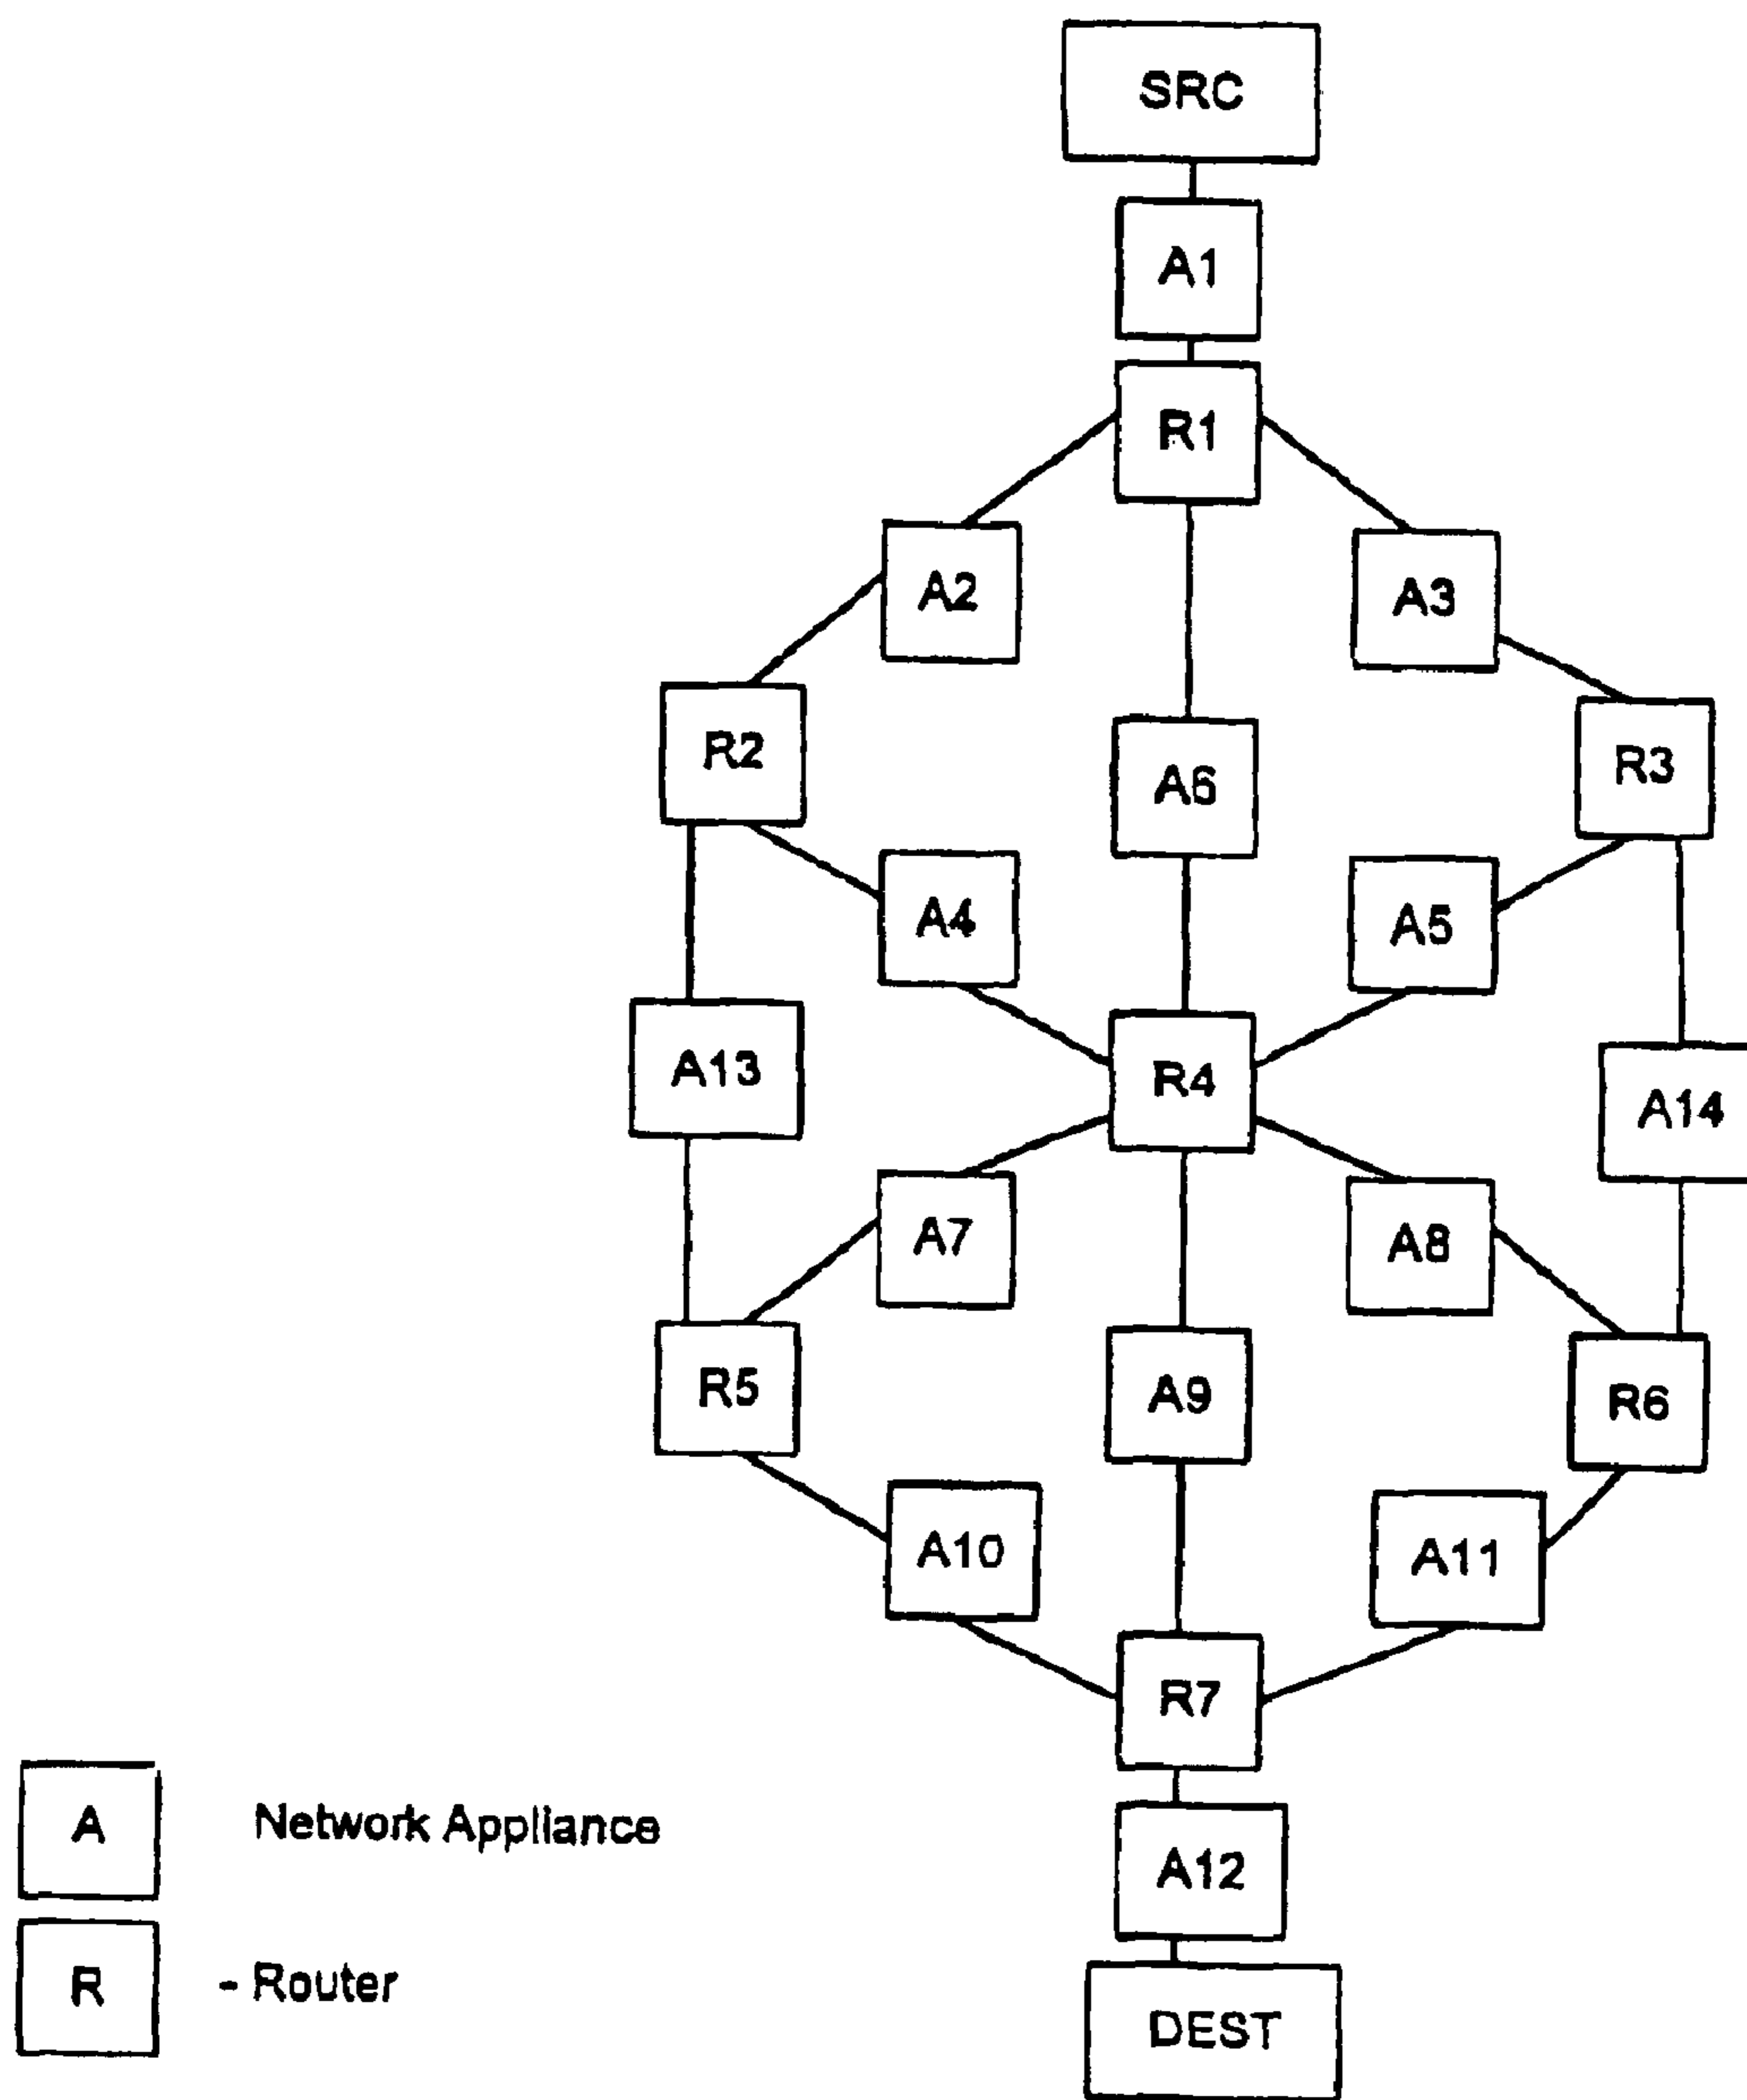 SRC
A1
R1
A2
A3
R2
A6
R3
A4
A5
A13
R4
A14
A7
A8
R5
A9
R6
A10
A11
R7
A Network Appliance
A12
R - Router
DEST